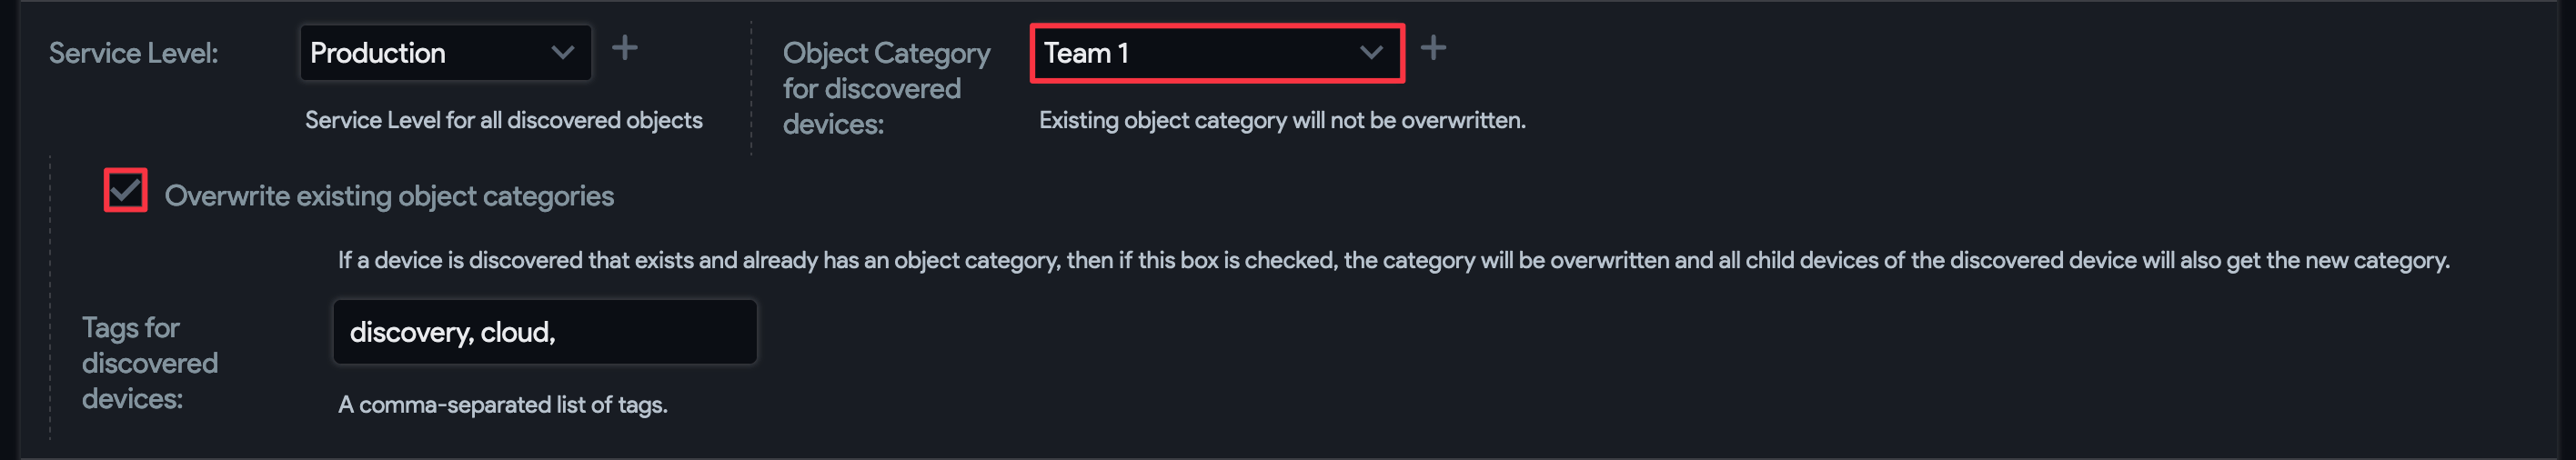 Service Level:
Production
Service Level for all discovered objects
Object Category
for discovered
devices:
Team 1
Existing object category will not be overwritten.
Overwrite existing object categories
If a device is discovered that exists and already has an object category, then if this box is checked, the category will be overwritten and all child devices of the discovered device will also get the new category.
Tags for
discovered
devices:
discovery, cloud,
A comma-separated list of tags.